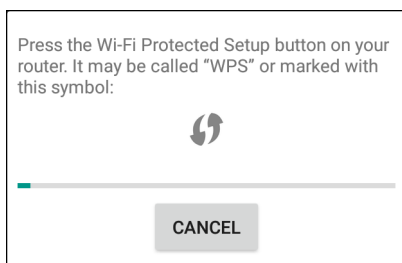 Press the Wi-Fi Protected Setup button on your
router. It may be called “WPS” or marked with
this symbol:
CANCEL